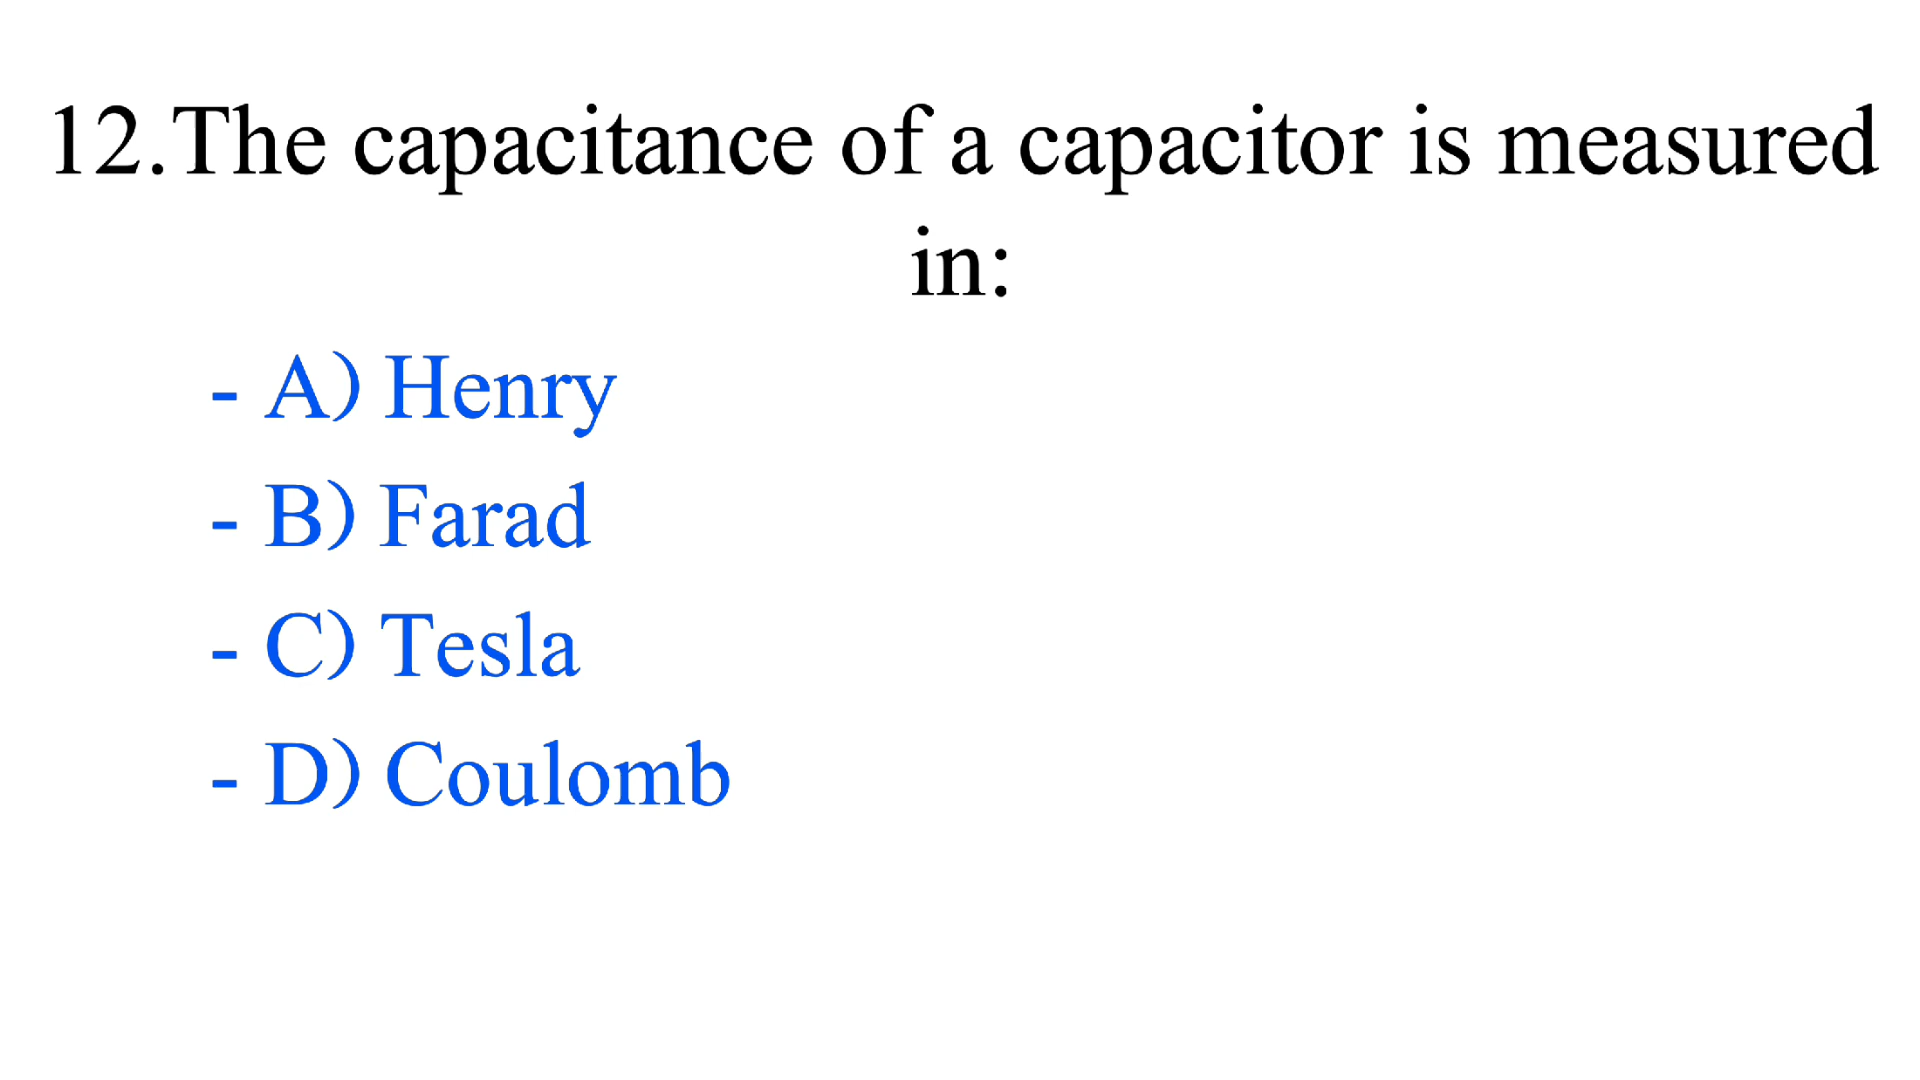 12.The capacitance of a capacitor is measured
in:
- A) Henry
- B) Farad
- C) Tesla
- D) Coulomb